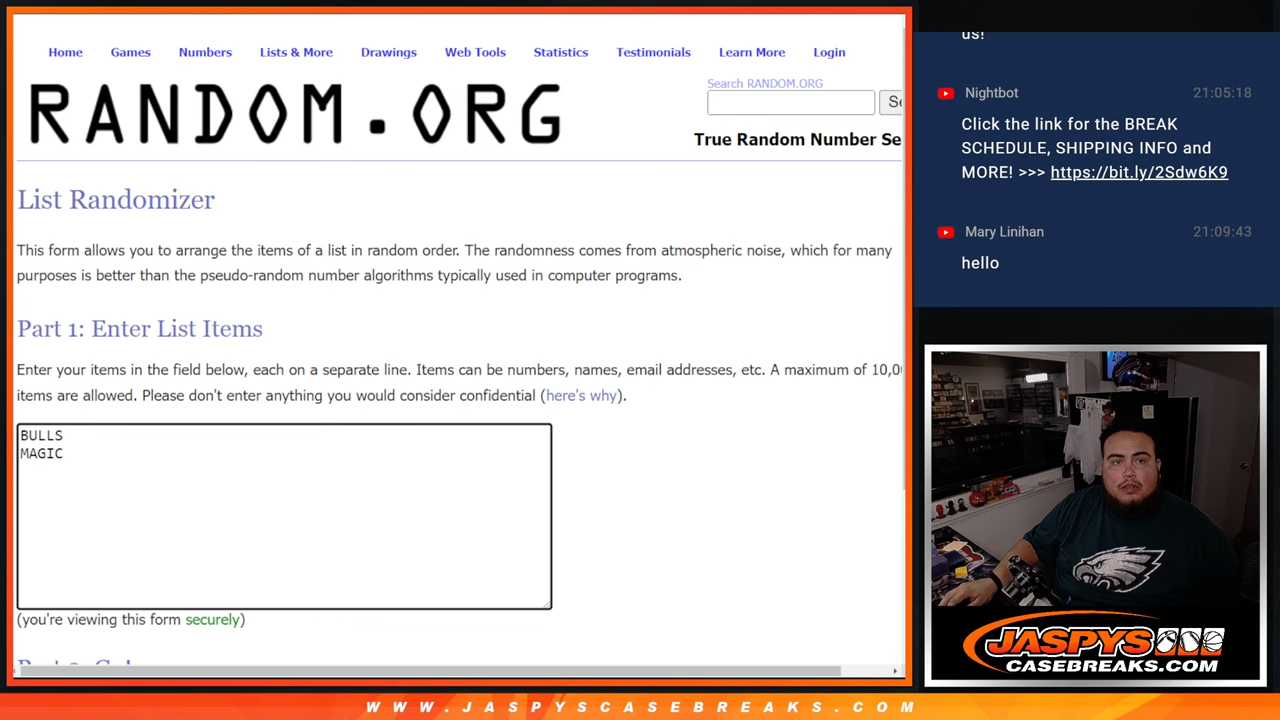 Home Games Numbers Lists & More Drawings Web Tools Statistics Testimonials Learn More Login
RANDOM.ORG
Search RANDOM.ORG
True Random Number Se
List Randomizer
This form allows you to arrange the items of a list in random order. The randomness comes from atmospheric noise, which for many
purposes is better than the pseudo-random number algorithms typically used in computer programs.
Part 1: Enter List Items
Enter your items in the field below, each on a separate line. Items can be numbers, names, email addresses, etc. A maximum of 10,0
items are allowed. Please don't enter anything you would consider confidential (here's why).
BULLS
MAGIC
(you're viewing this form securely)
us!
Nightbot 21:05:18
Click the link for the BREAK
SCHEDULE, SHIPPING INFO and
MORE! >>> https://bit.ly/2Sdw6K9
Mary Linihan 21:09:43
hello
JASPYS
CASEBREAKS.COM
WWW.JASPYSCASEBREAKS.COM